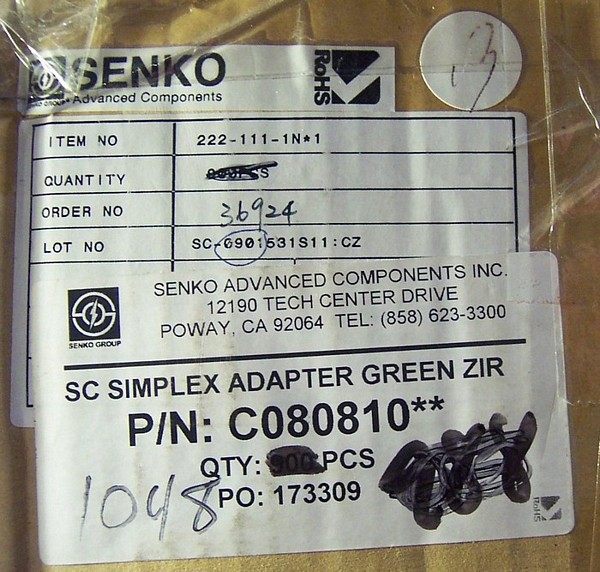 SENKO
SENKO GROUP
Advanced Components
RoHS
3
ITEM NO 222-111-1N*1
QUANTITY
ORDER NO 36924
LOT NO SC-0901531S11:CZ
SENKO ADVANCED COMPONENTS INC.
12190 TECH CENTER DRIVE
POWAY, CA 92064 TEL: (858) 623-3300
SENKO GROUP
SC SIMPLEX ADAPTER GREEN ZIR
P/N: C080810**
QTY: PCS
1048 PO: 173309
RoHS